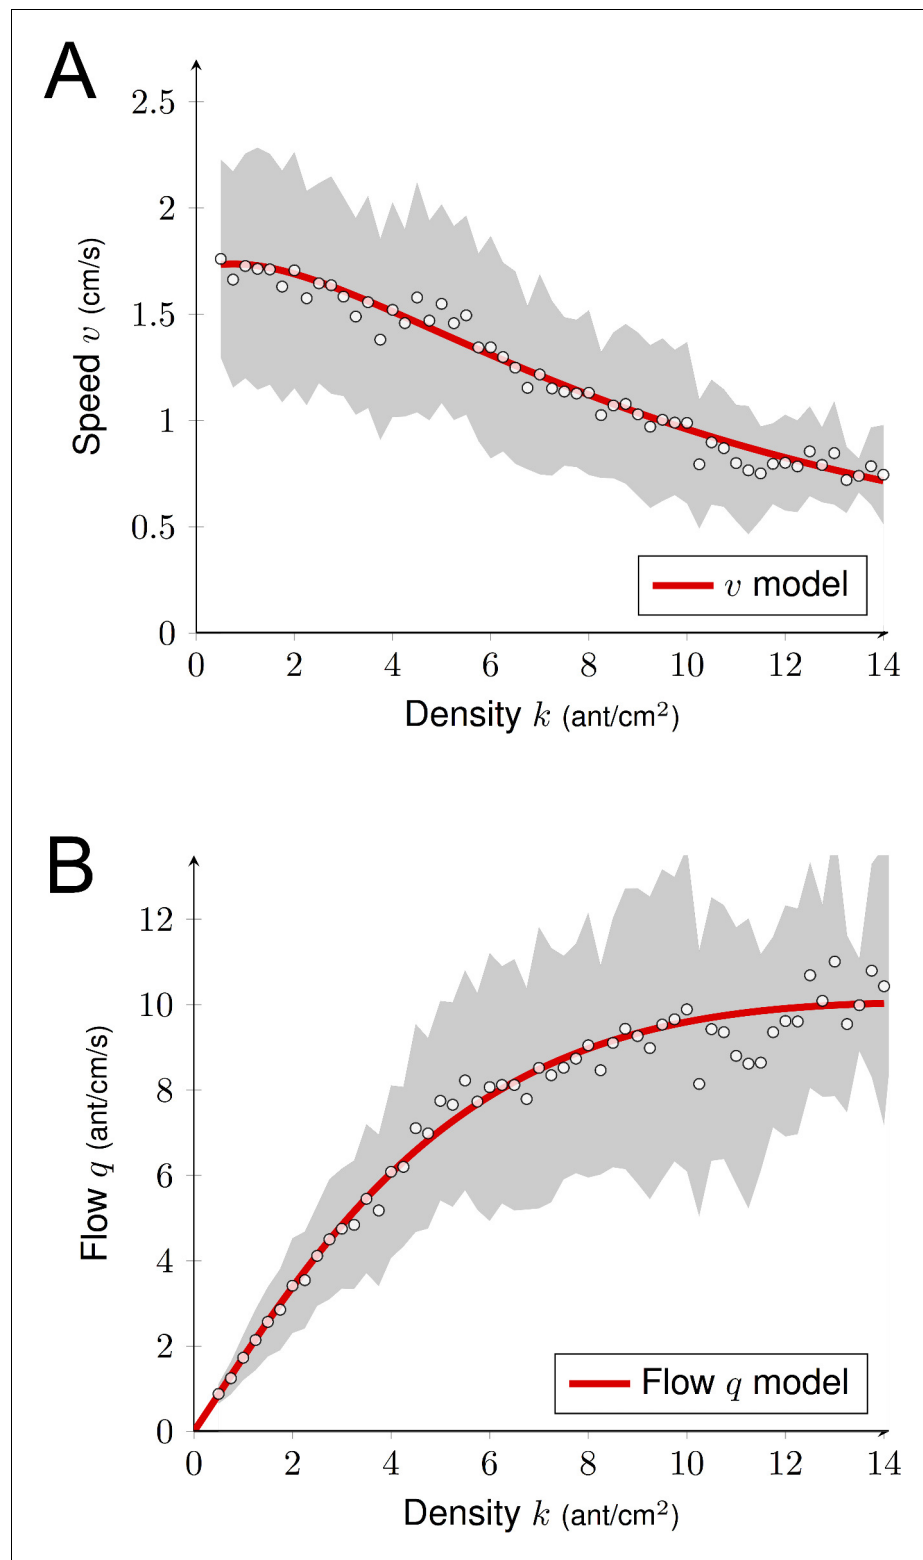 A
2.5
2
1.5
1
0.5
0
Speed v (cm/s)
v model
0 2 4 6 8 10 12 14
Density k (ant/cm²)
B
12
10
8
6
4
2
0
Flow q (ant/cm/s)
Flow q model
0 2 4 6 8 10 12 14
Density k (ant/cm²)